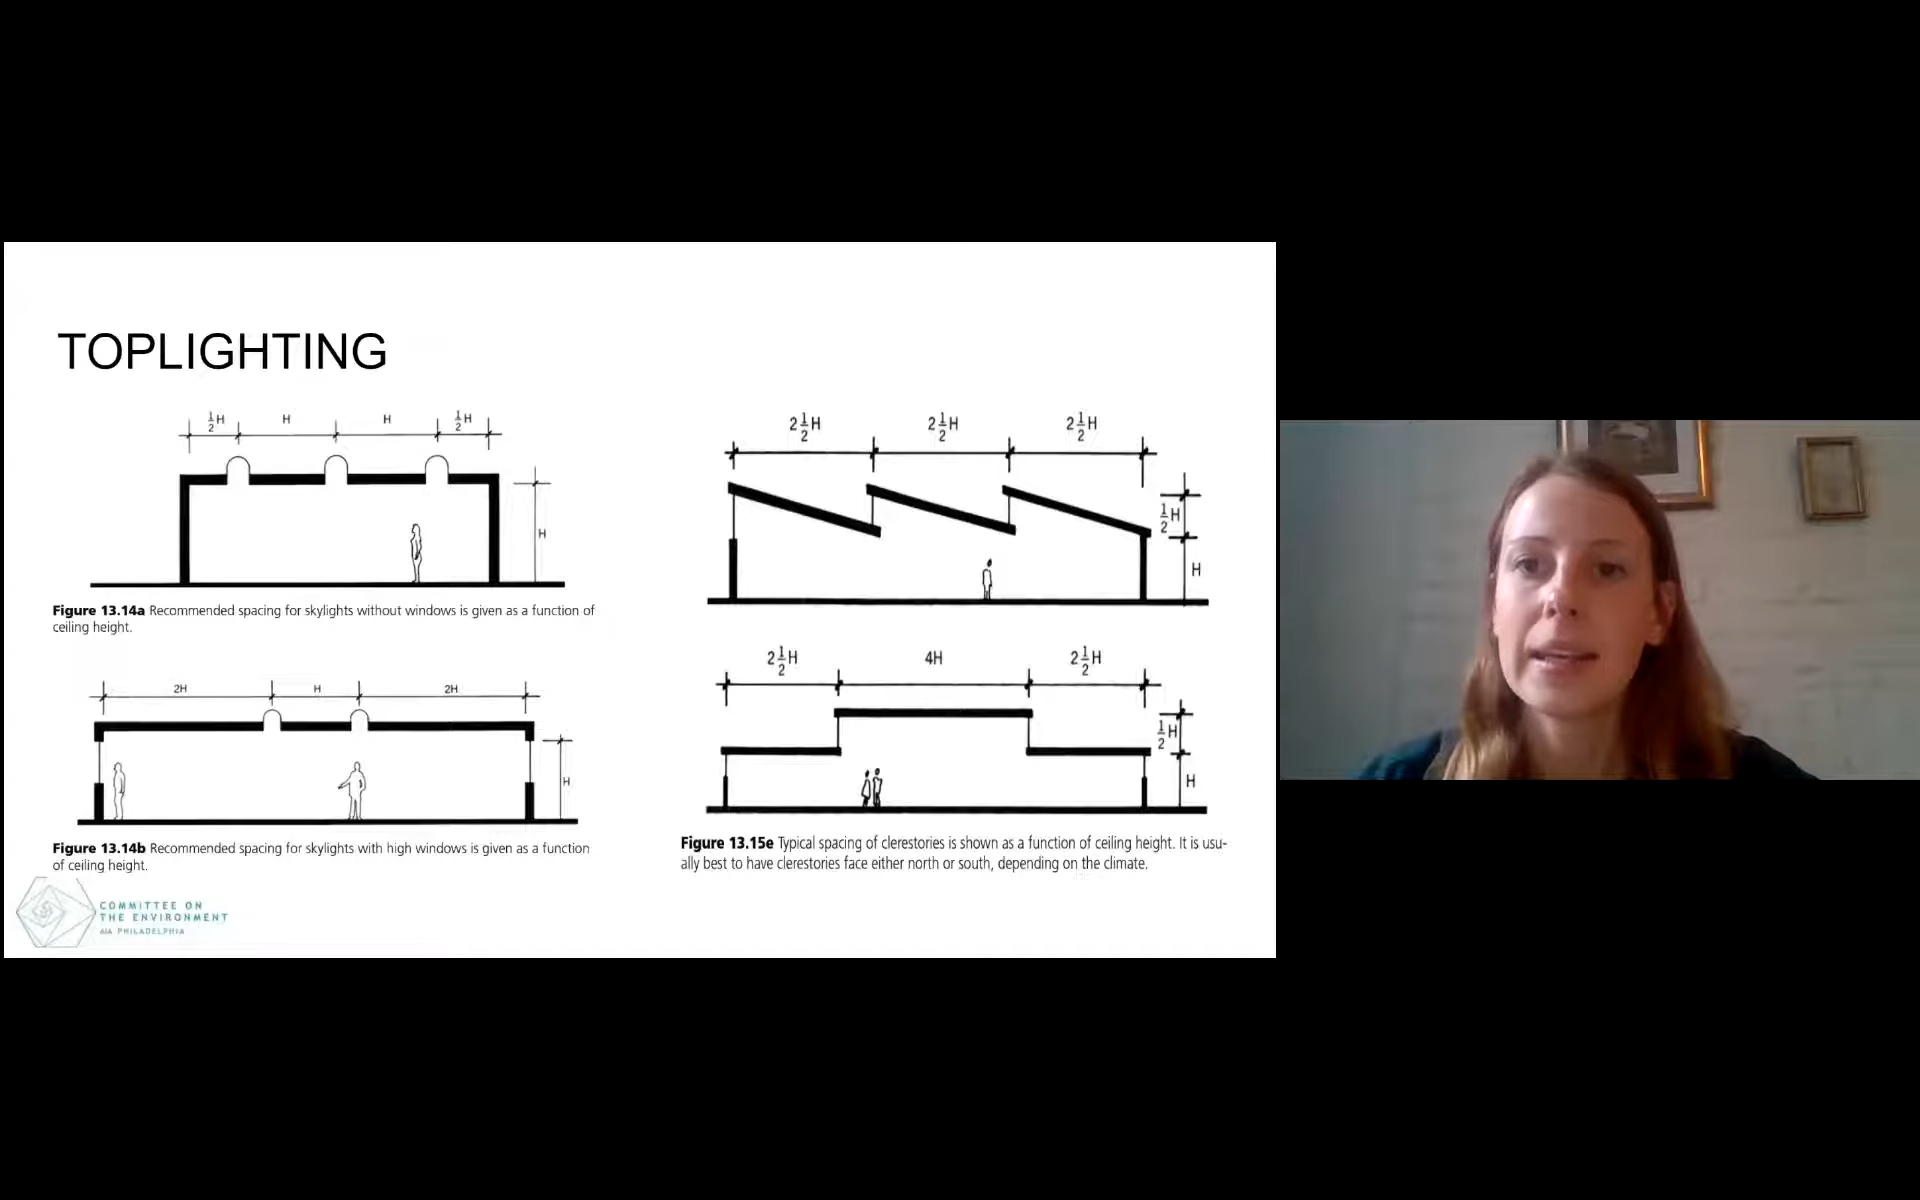 TOPLIGHTING
½H H H ½H
H
Figure 13.14a Recommended spacing for skylights without windows is given as a function of
ceiling height.
2H H 2H
H
Figure 13.14b Recommended spacing for skylights with high windows is given as a function
of ceiling height.
COMMITTEE ON
THE ENVIRONMENT
AIA PHILADELPHIA
2½H 2½H 2½H
½H
H
2½H 4H 2½H
½H
H
Figure 13.15e Typical spacing of clerestories is shown as a function of ceiling height. It is usu-
ally best to have clerestories face either north or south, depending on the climate.